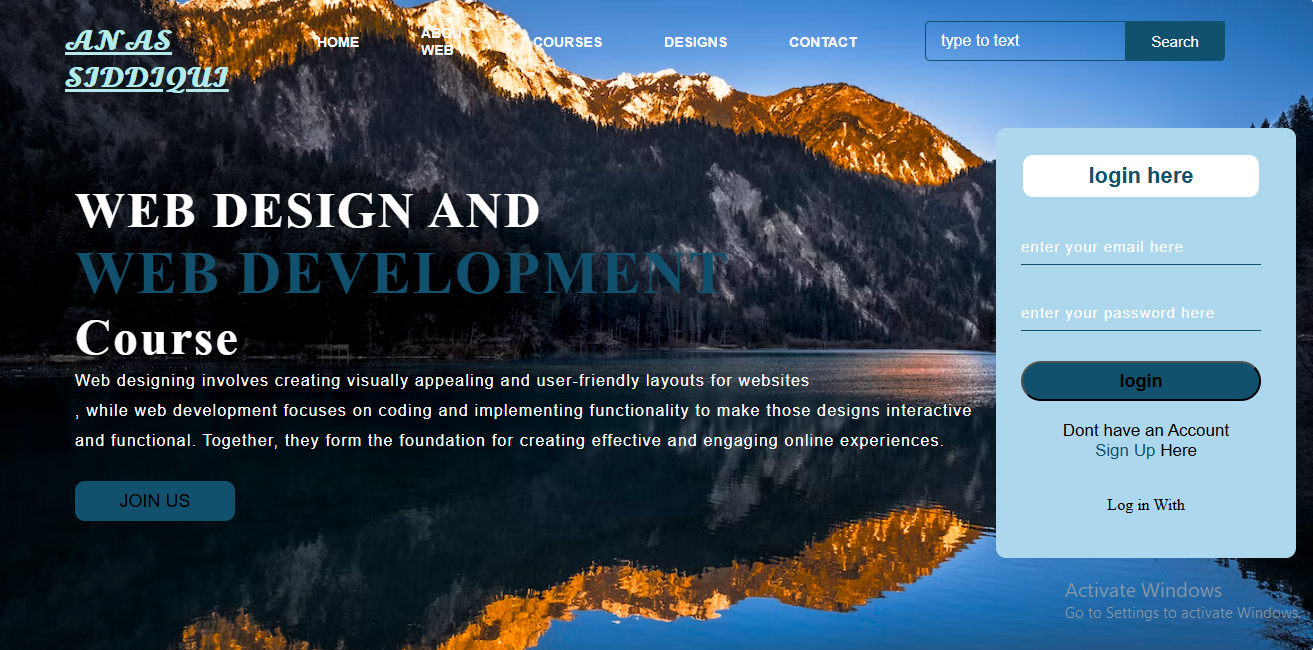 ANAS
SIDDIQUI
HOME
ABOUT
WEB
COURSES
DESIGNS
CONTACT
type to text
Search
WEB DESIGN AND
WEB DEVELOPMENT
Course
Web designing involves creating visually appealing and user-friendly layouts for websites
, while web development focuses on coding and implementing functionality to make those designs interactive
and functional. Together, they form the foundation for creating effective and engaging online experiences.
JOIN US
login here
enter your email here
enter your password here
login
Dont have an Account
Sign Up Here
Log in With
Activate Windows
Go to Settings to activate Windows.